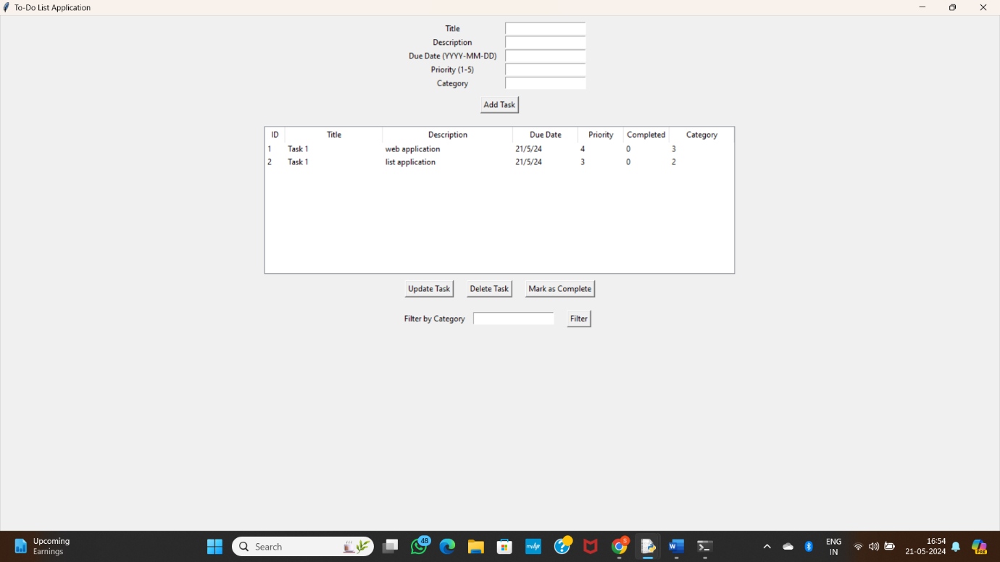 To-Do List Application
Title
Description
Due Date (YYYY-MM-DD)
Priority (1-5)
Category
Add Task
ID Title Description Due Date Priority Completed Category
1 Task 1 web application 21/5/24 4 0 3
2 Task 1 list application 21/5/24 3 0 2
Update Task Delete Task Mark as Complete
Filter by Category Filter
Upcoming
Earnings
Search
48
mhp
S
W
ENG
IN
16:54
21-05-2024
PRE